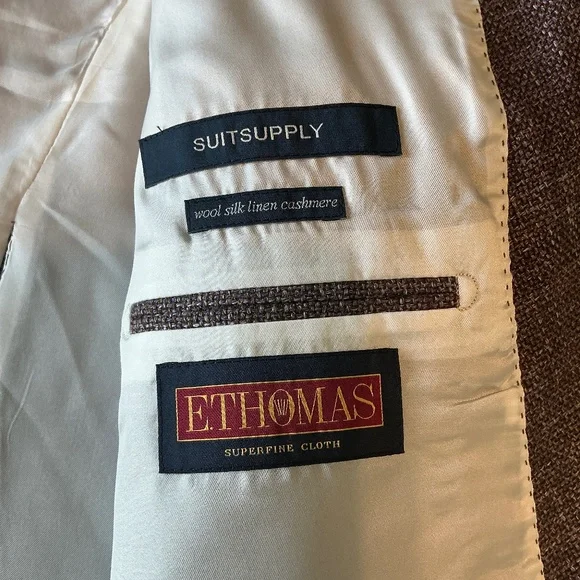 SUITSUPPLY
wool silk linen cashmere
ETHOMAS
SUPERFINE CLOTH